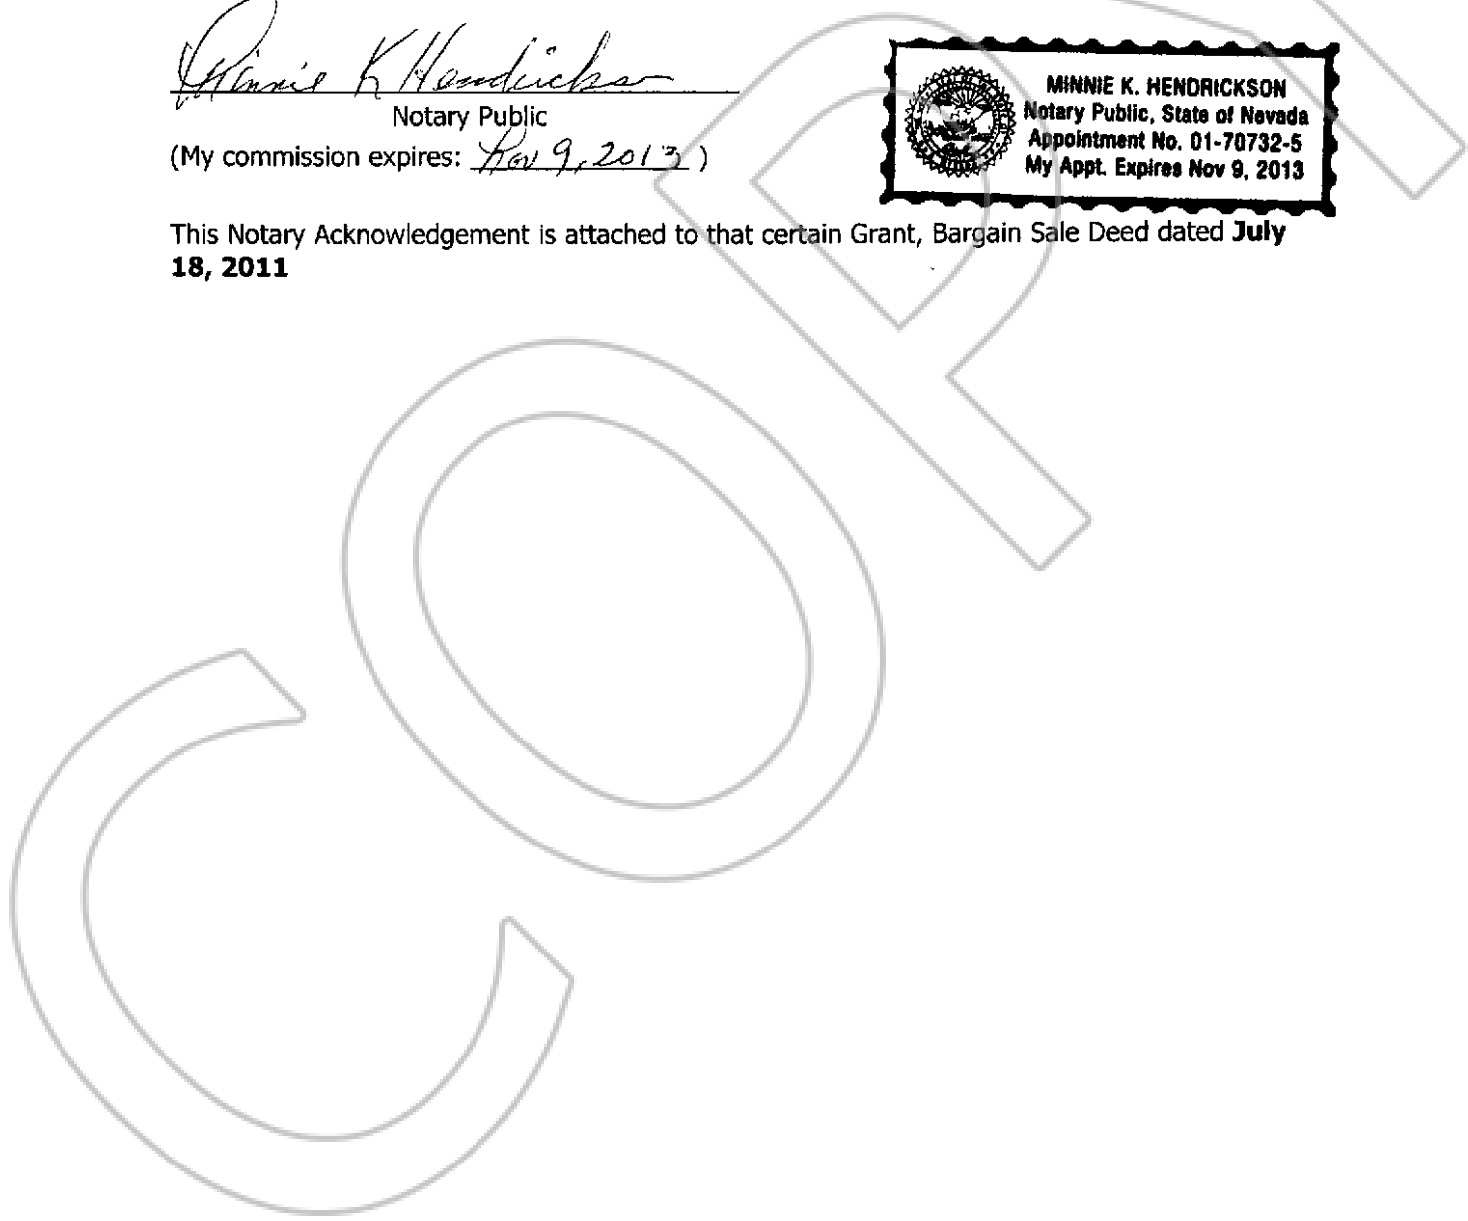 Minnie K Hendrickson
Notary Public
(My commission expires: Nov 9, 2013 )
MINNIE K. HENDRICKSON
Notary Public, State of Nevada
Appointment No. 01-70732-5
My Appt. Expires Nov 9, 2013
This Notary Acknowledgement is attached to that certain Grant, Bargain Sale Deed dated July
18, 2011
COPY